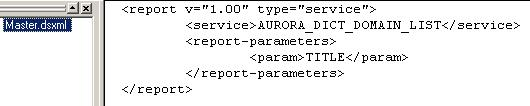 Master.dsxml
<report v="1.00" type="service">
<service>AURORA_DICT_DOMAIN_LIST</service>
<report-parameters>
<param>TITLE</param>
</report-parameters>
</report>